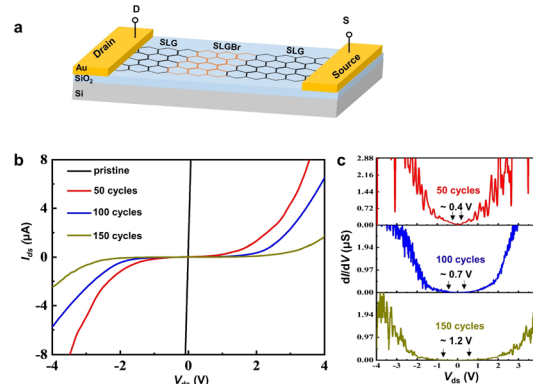 a
D
S
SLG
SLGBr
SLG
Drain
Source
Au
SiO2
Si
b
8
4
0
-4
-8
Ids (μA)
pristine
50 cycles
100 cycles
150 cycles
-4
-2
0
2
4
Vds (V)
c
2.88
2.16
1.44
0.72
0.00
50 cycles
~ 0.4 V
dI/dV (μS)
1.94
0.97
0.00
100 cycles
~ 0.7 V
1.94
0.97
0.00
150 cycles
~ 1.2 V
-4
-3
-2
-1
0
1
2
3
Vds (V)